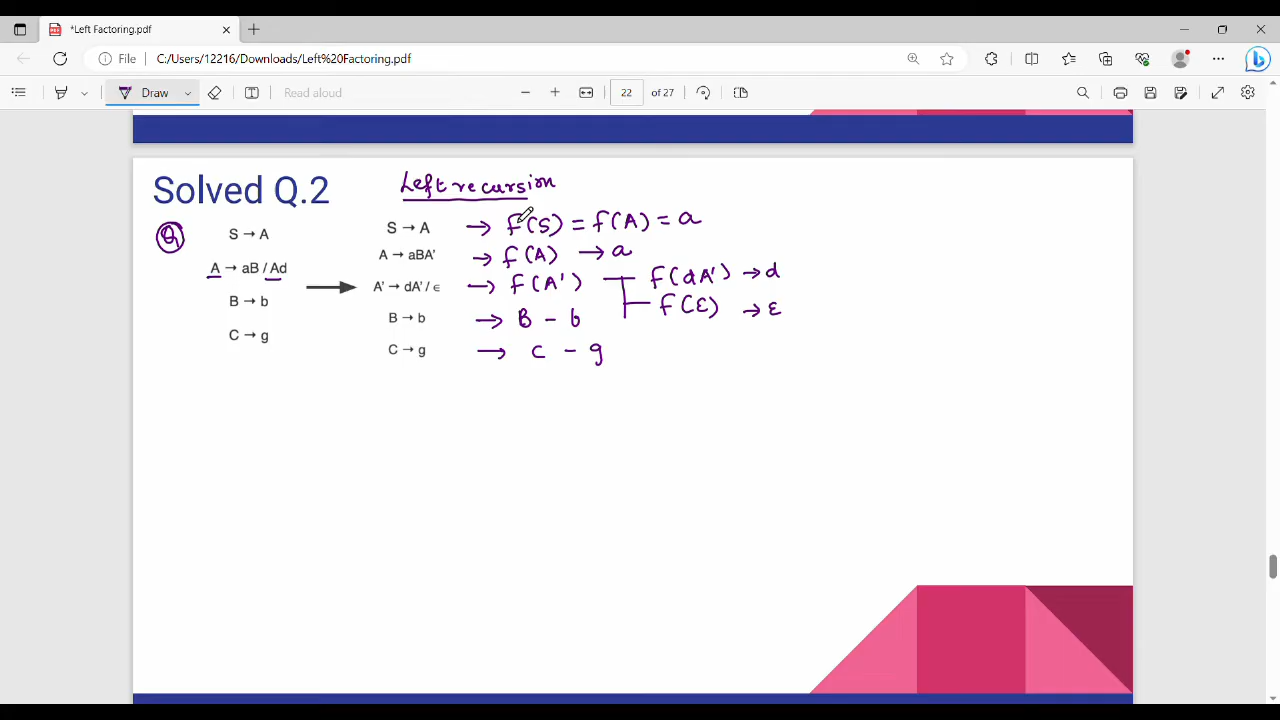 *Left Factoring.pdf
File C:/Users/12216/Downloads/Left%20Factoring.pdf
Draw Read aloud 22 of 27
Solved Q.2 Left recursion
Q
S → A
A → aB / Ad
B → b
C → g
S → A → f(S) = f(A) = a
A → aBA' → f(A) → a
A' → dA' / ϵ → f(A') f(dA') → d
f(ε) → ε
B → b → B - b
C → g → C - g